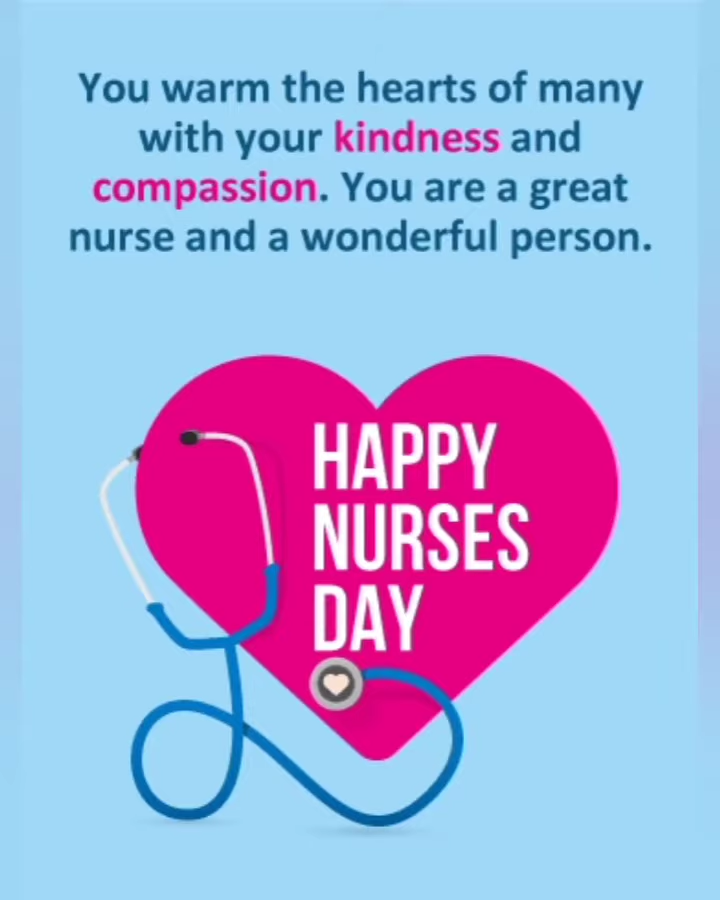 You warm the hearts of many
with your kindness and
compassion. You are a great
nurse and a wonderful person.
HAPPY
NURSES
DAY